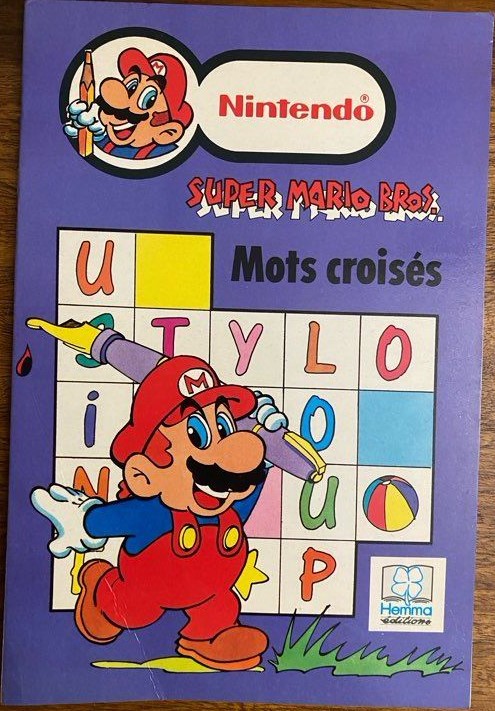 Nintendo®
SUPER MARIO BROS.
Mots croisés
U
S T Y L O
i O
N U
P
M
M
Hemma
éditions